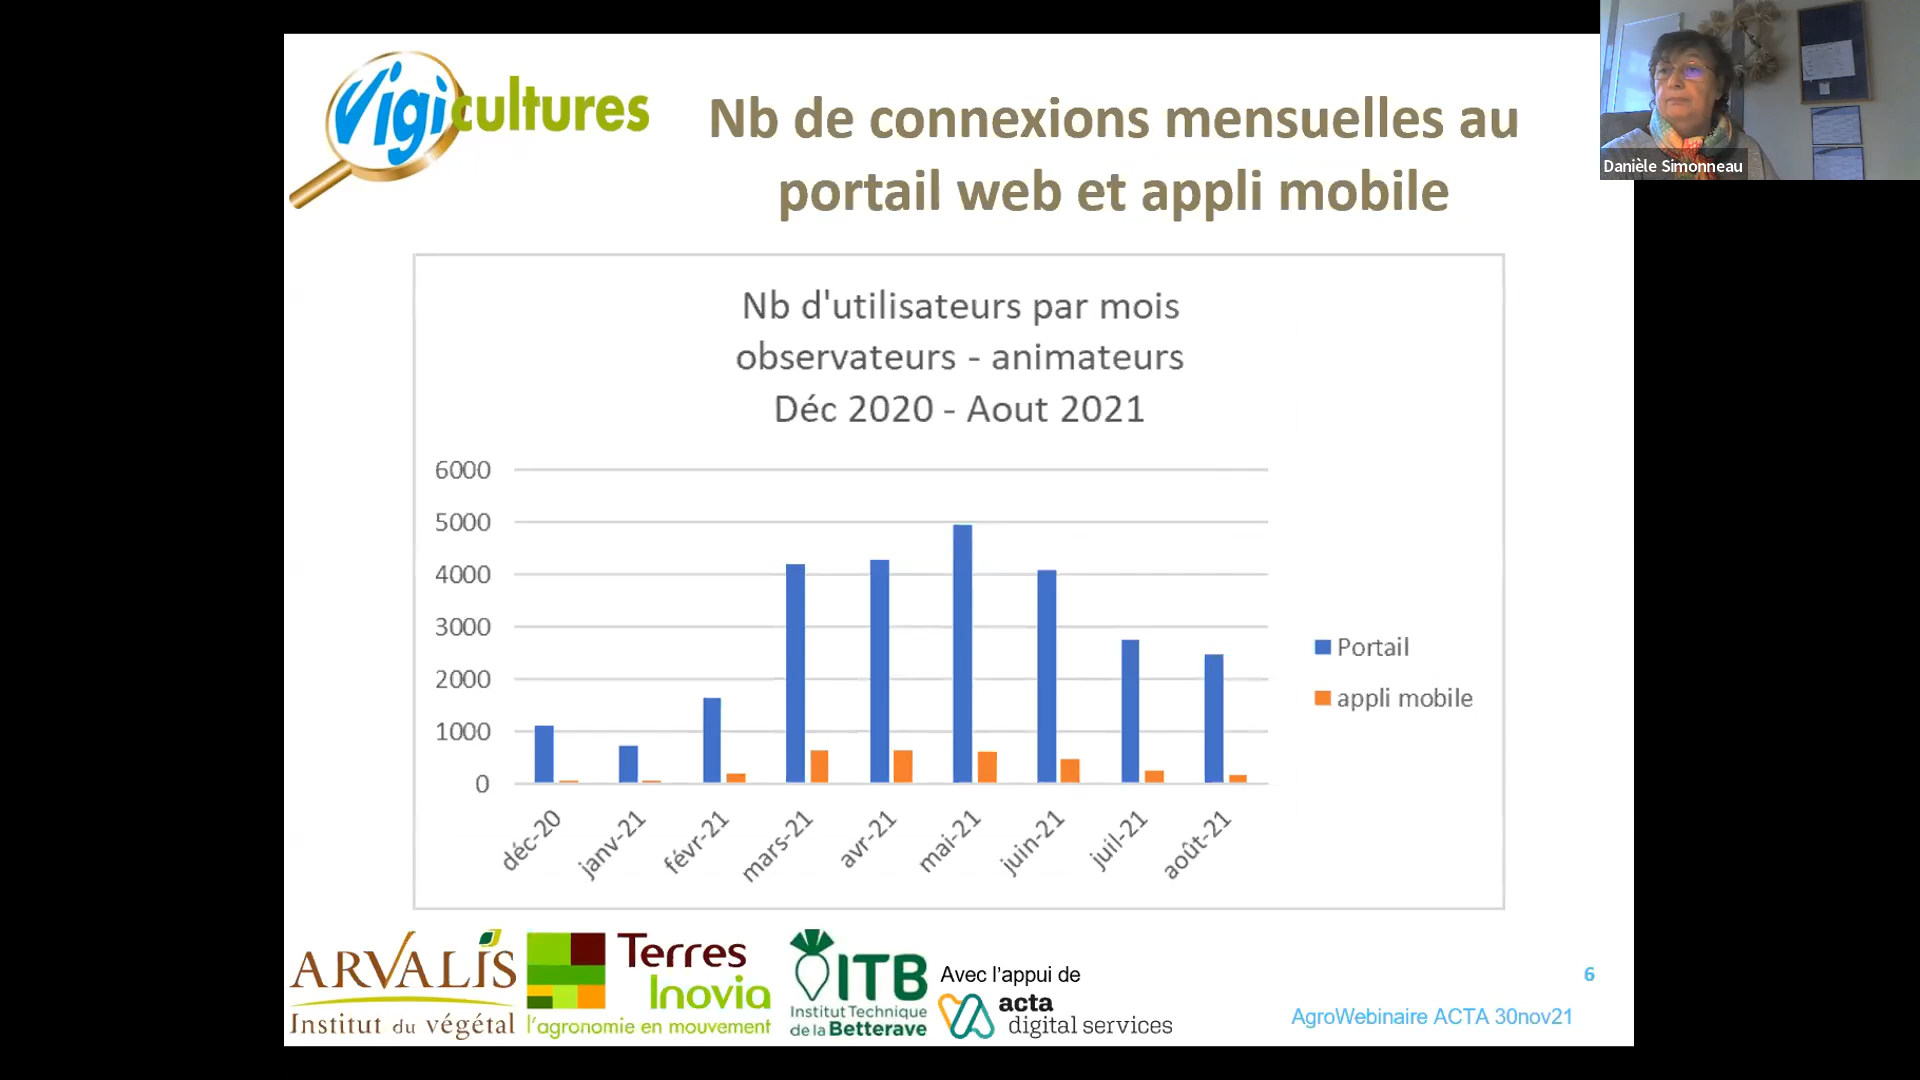 Vigicultures
Nb de connexions mensuelles au
portail web et appli mobile
Danièle Simonneau
Nb d'utilisateurs par mois
observateurs - animateurs
Déc 2020 - Aout 2021
6000
5000
4000
3000
2000
1000
0
déc-20
janv-21
févr-21
mars-21
avr-21
mai-21
juin-21
juil-21
août-21
Portail
appli mobile
ARVALIS
Institut du végétal
Terres
Inovia
l'agronomie en mouvement
ITB
Institut Technique
de la Betterave
Avec l'appui de
acta
digital services
6
AgroWebinaire ACTA 30nov21